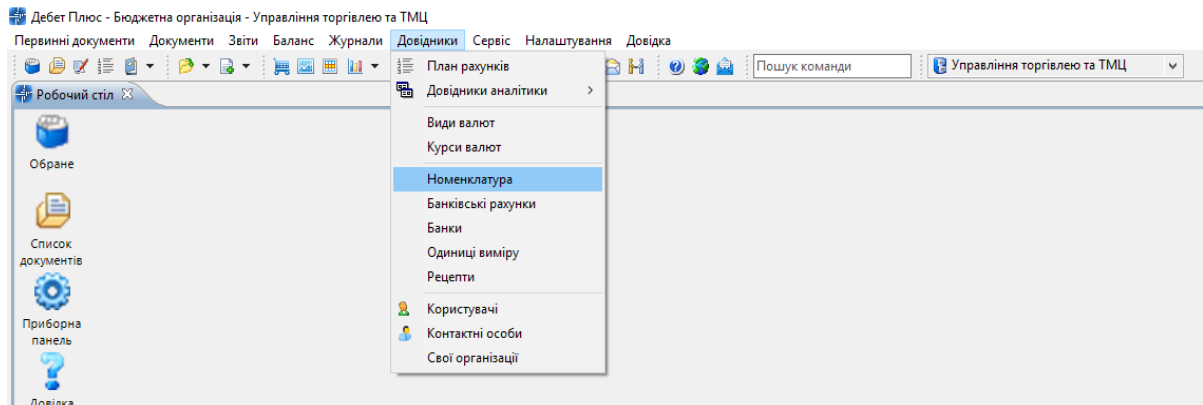 Дебет Плюс - Бюджетна організація - Управління торгівлею та ТМЦ
Первинні документи Документи Звіти Баланс Журнали Довідники Сервіс Налаштування Довідка
Пошук команди Управління торгівлею та ТМЦ
Робочий стіл
План рахунків
Довідники аналітики
Види валют
Курси валют
Номенклатура
Банківські рахунки
Банки
Одиниці виміру
Рецепти
Користувачі
Контактні особи
Свої організації
Обране
Список
документів
Приборна
панель
Довідка